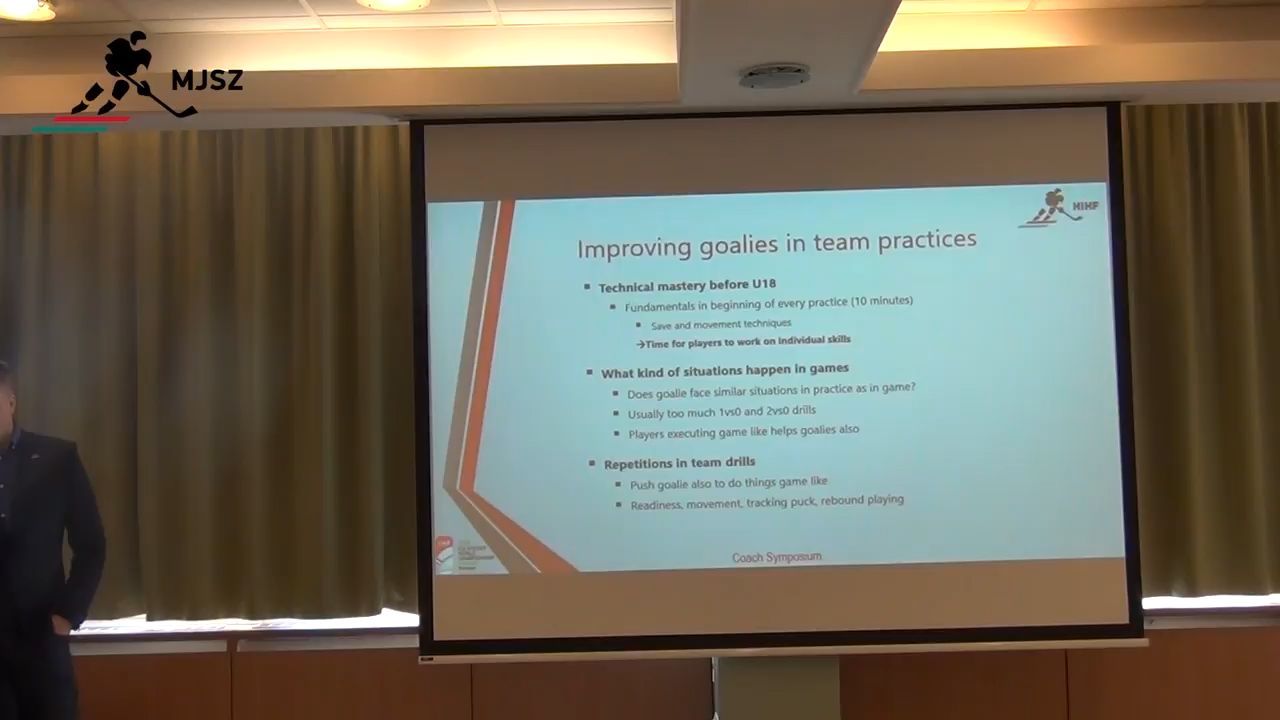 MJSZ
HIHF
Improving goalies in team practices
Technical mastery before U18
Fundamentals in beginning of every practice (10 minutes)
Save and movement techniques
→Time for players to work on individual skills
What kind of situations happen in games
Does goalie face similar situations in practice as in game?
Usually too much 1vs0 and 2vs0 drills
Players executing game like helps goalies also
Repetitions in team drills
Push goalie also to do things game like
Readiness, movement, tracking puck, rebound playing
Coach Symposium